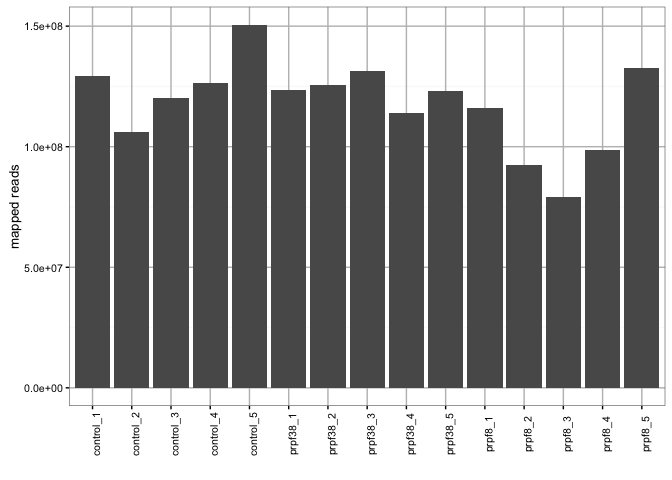 1.5e+08
1.0e+08
5.0e+07
0.0e+00
mapped reads
control_1
control_2
control_3
control_4
control_5
prpf38_1
prpf38_2
prpf38_3
prpf38_4
prpf38_5
prpf8_1
prpf8_2
prpf8_3
prpf8_4
prpf8_5